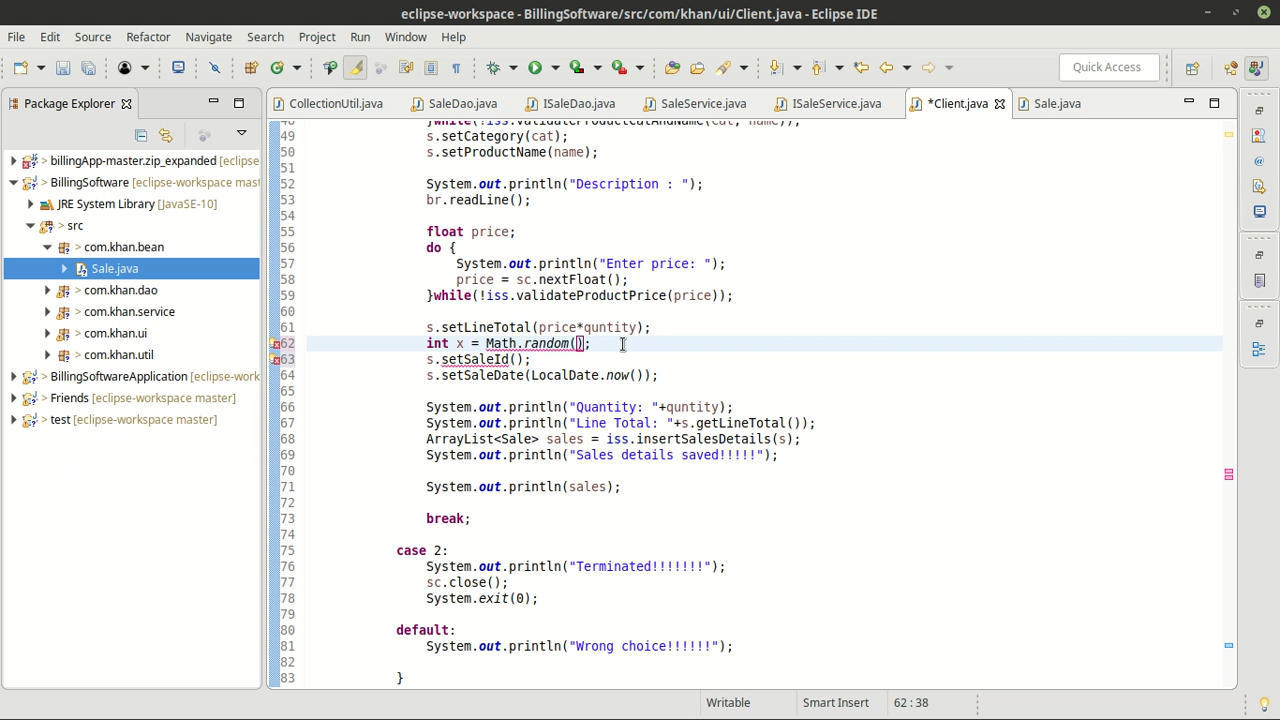 eclipse-workspace - BillingSoftware/src/com/khan/ui/Client.java - Eclipse IDE
File Edit Source Refactor Navigate Search Project Run Window Help
Quick Access
Package Explorer
CollectionUtil.java SaleDao.java ISaleDao.java SaleService.java ISaleService.java *Client.java Sale.java
> billingApp-master.zip_expanded [eclipse
> BillingSoftware [eclipse-workspace mast
JRE System Library [JavaSE-10]
> src
> com.khan.bean
Sale.java
> com.khan.dao
> com.khan.service
> com.khan.ui
> com.khan.util
> BillingSoftwareApplication [eclipse-work
> Friends [eclipse-workspace master]
> test [eclipse-workspace master]
48 }while(!iss.validateProductCatAndName(cat, name));
49 s.setCategory(cat);
50 s.setProductName(name);
51
52 System.out.println("Description : ");
53 br.readLine();
54
55 float price;
56 do {
57 System.out.println("Enter price: ");
58 price = sc.nextFloat();
59 }while(!iss.validateProductPrice(price));
60
61 s.setLineTotal(price*quntity);
62 int x = Math.random();
63 s.setSaleId();
64 s.setSaleDate(LocalDate.now());
65
66 System.out.println("Quantity: "+quntity);
67 System.out.println("Line Total: "+s.getLineTotal());
68 ArrayList<Sale> sales = iss.insertSalesDetails(s);
69 System.out.println("Sales details saved!!!!!");
70
71 System.out.println(sales);
72
73 break;
74
75 case 2:
76 System.out.println("Terminated!!!!!!!");
77 sc.close();
78 System.exit(0);
79
80 default:
81 System.out.println("Wrong choice!!!!!!");
82
83 }
Writable Smart Insert 62 : 38